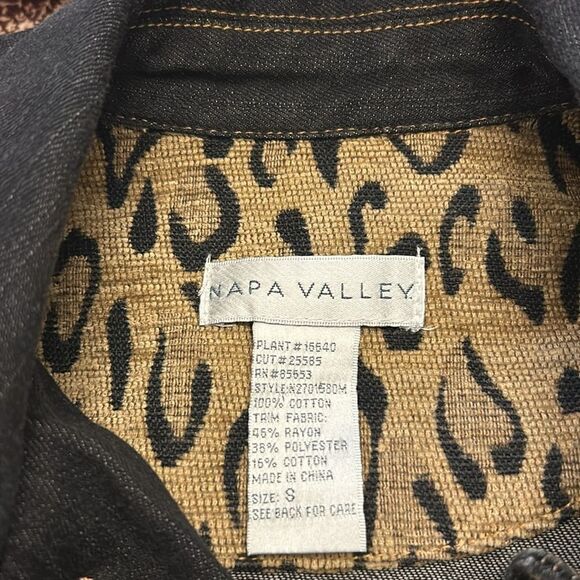 NAPA VALLEY
PLANT # 15640
CUT # 25585
RN # 85653
STYLE:N2701580M
100% COTTON
TRIM FABRIC:
46% RAYON
38% POLYESTER
16% COTTON
MADE IN CHINA
SIZE: S
SEE BACK FOR CARE